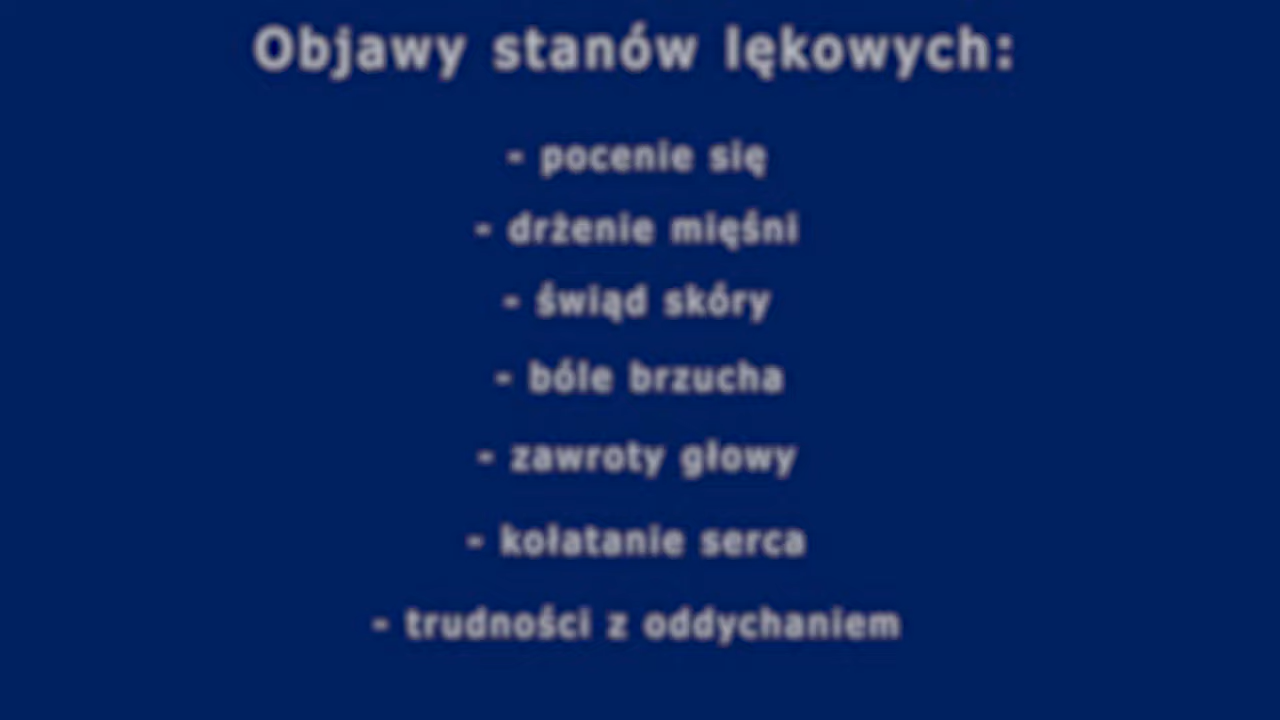 Objawy stanów lękowych:
- pocenie się
- drżenie mięśni
- świąd skóry
- bóle brzucha
- zawroty głowy
- kołatanie serca
- trudności z oddychaniem